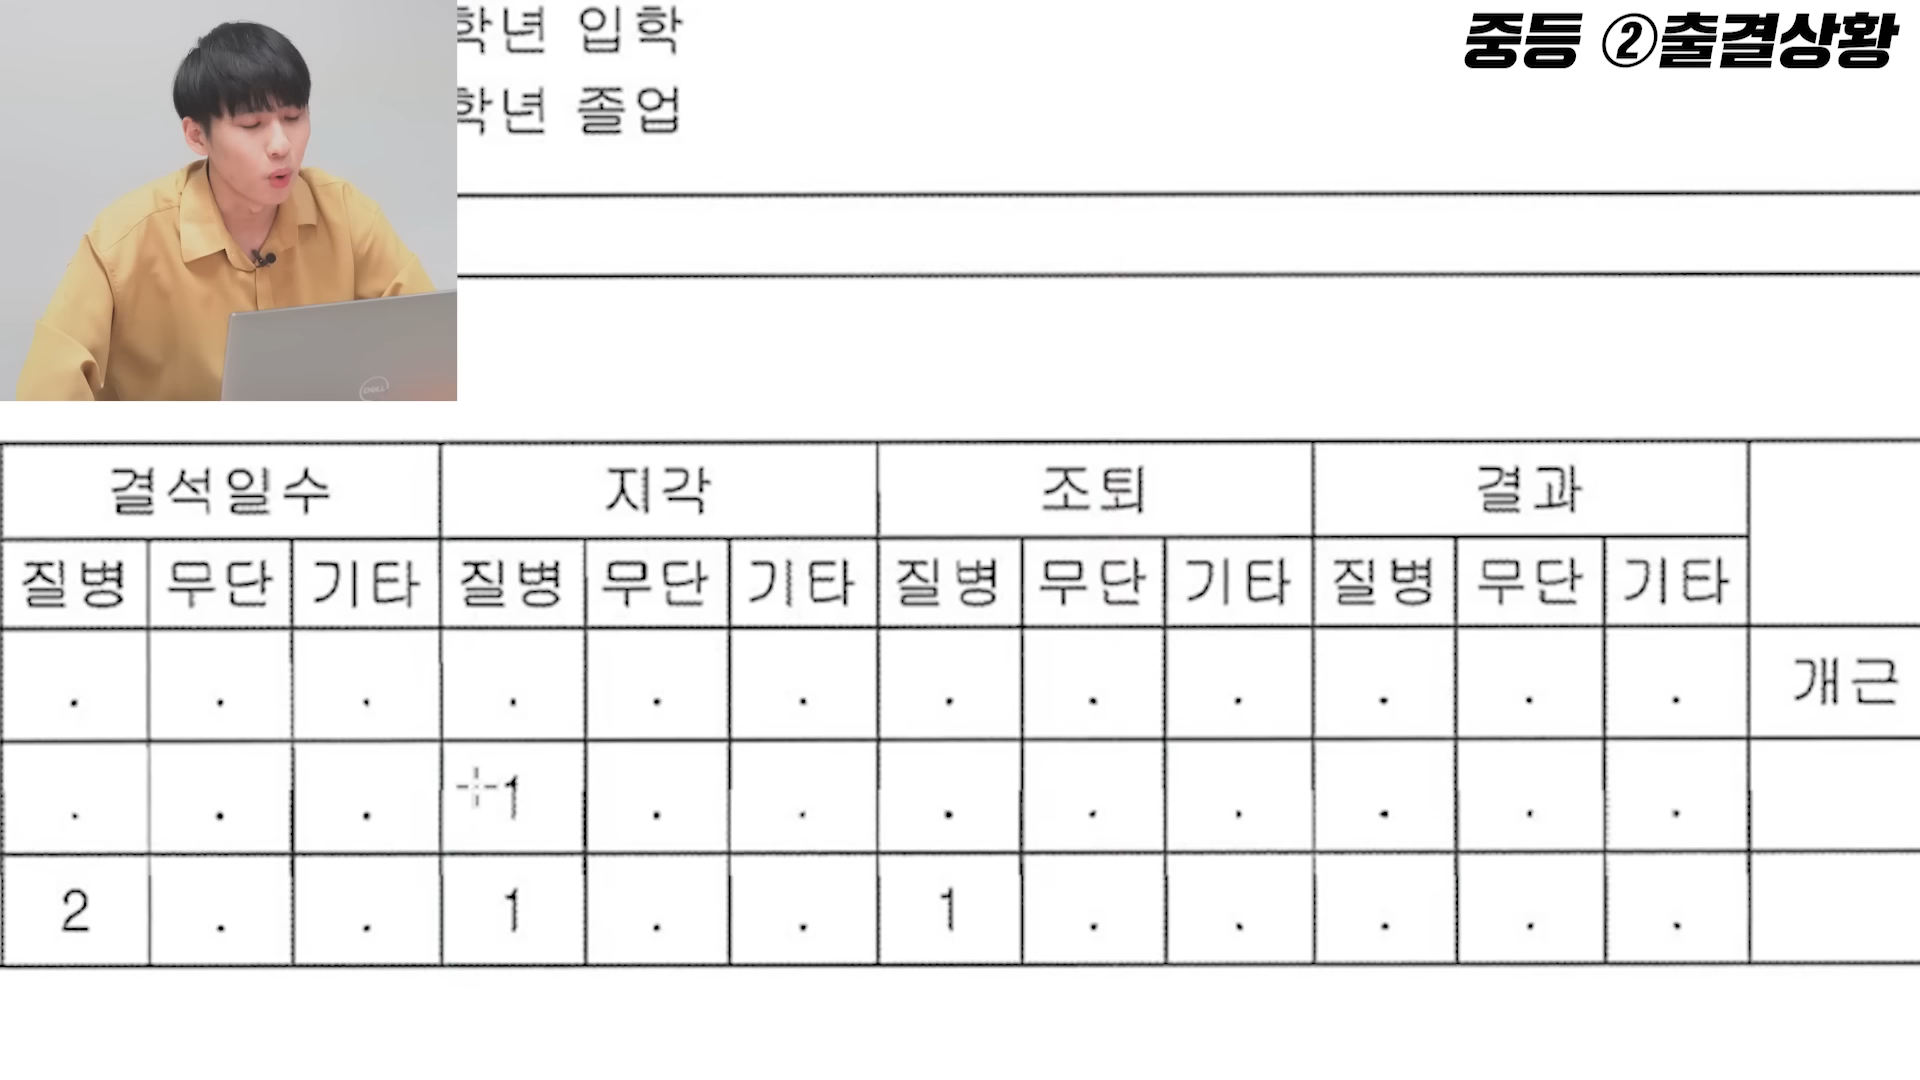 학년 입학
학년 졸업
중등 ②출결상황
DELL
결석일수 지각 조퇴 결과
질병 무단 기타 질병 무단 기타 질병 무단 기타 질병 무단 기타
. . . . . . . . . . . . 개근
. . . 1 . . . . . . . .
2 . . 1 . . 1 . . . . .